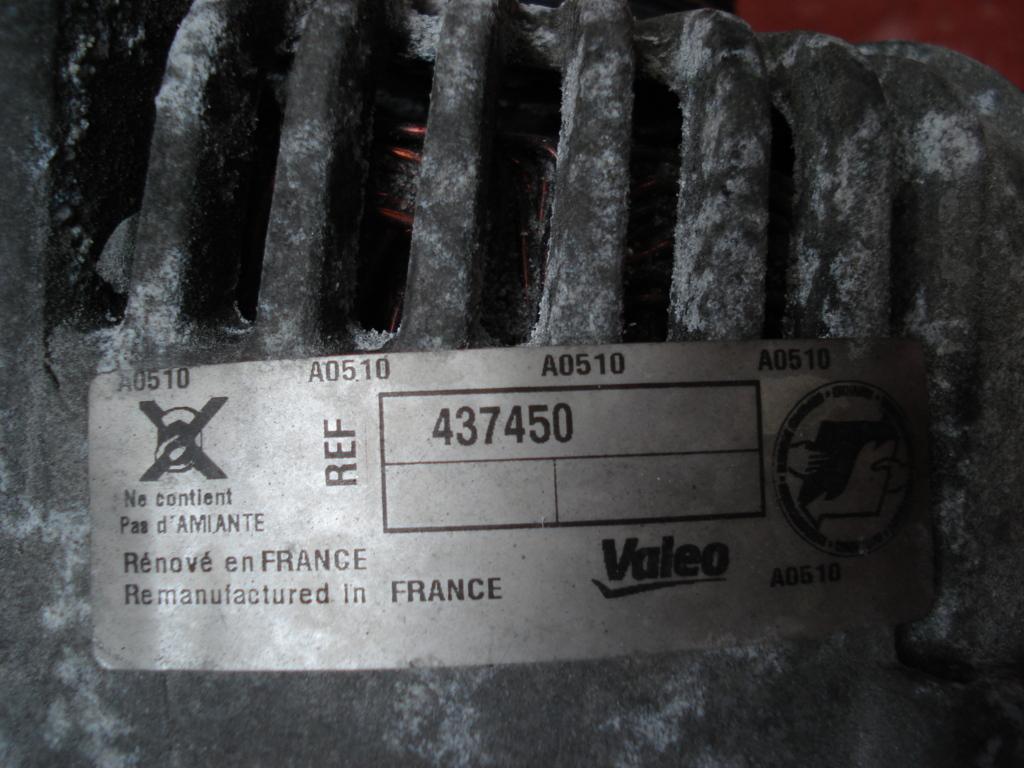 A0510 A0510 A0510 A0510
REF 437450
Ne contient
Pas d'AMIANTE
Rénové en FRANCE
Remanufactured in FRANCE
Valeo
A0510